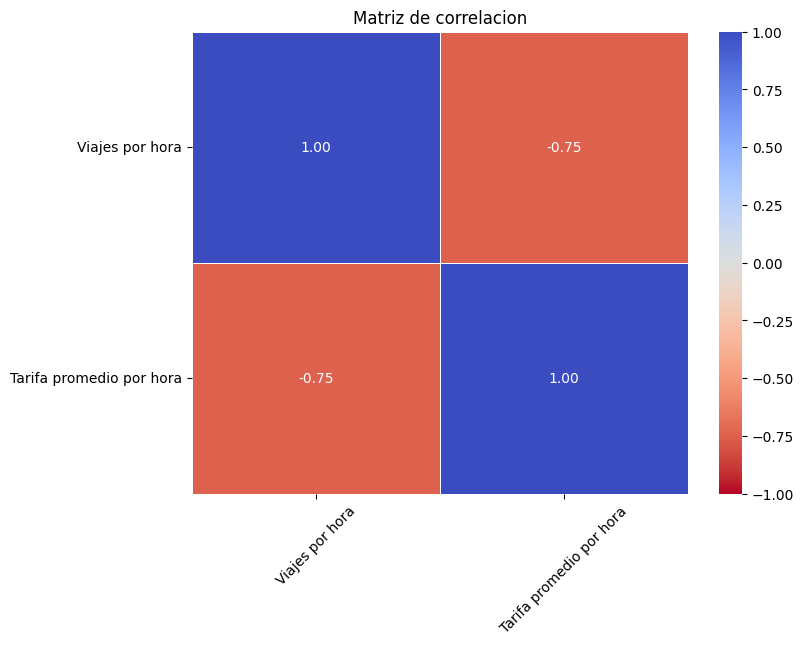 Matriz de correlacion
Viajes por hora
Tarifa promedio por hora
1.00
-0.75
-0.75
1.00
Viajes por hora
Tarifa promedio por hora
1.00
0.75
0.50
0.25
0.00
−0.25
−0.50
−0.75
−1.00